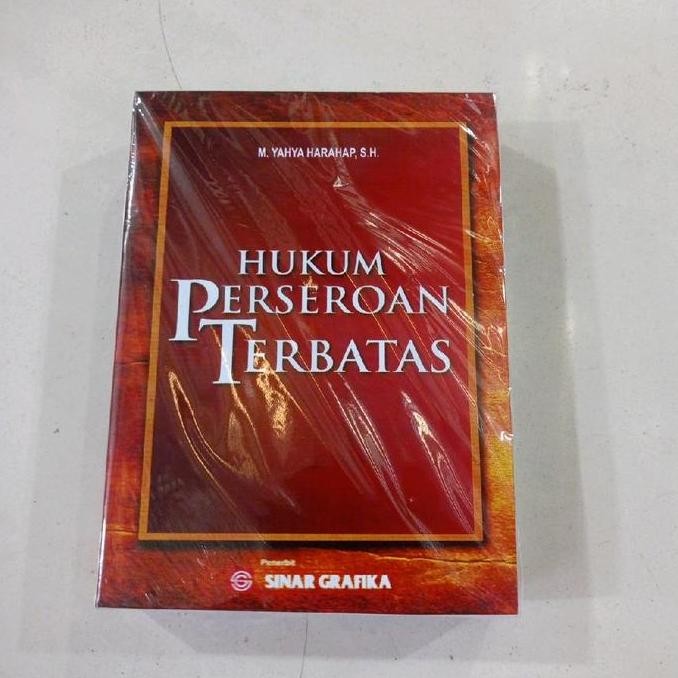 M. YAHYA HARAHAP, S.H.
HUKUM
PERSEROAN
TERBATAS
Penerbit
SINAR GRAFIKA